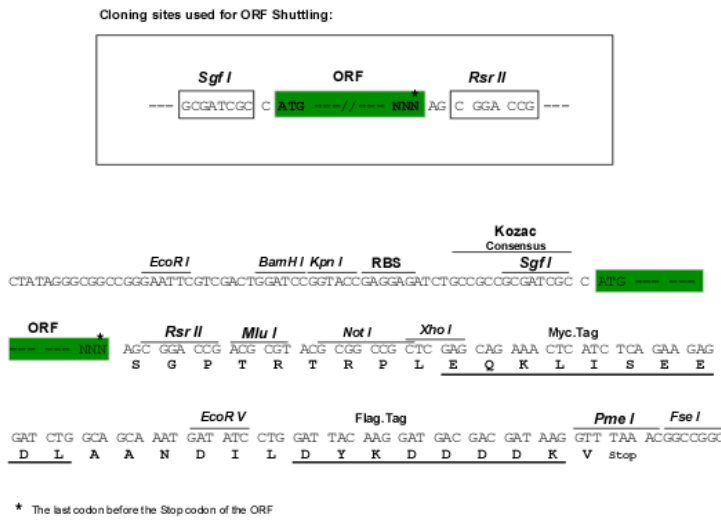 Cloning sites used for ORF Shuttling:
Sgf I ORF Rsr II
*
--- GCGATCGC C ATG ---//--- NNN AG C GGA CCG ---
Kozac
Consensus
EcoR I BamH I Kpn I RBS Sgf I
CTATAGGGCGGCCGGGAATTCGTCGACTGGATCCGGTACCGAGGAGATCTGCCGCCGCGATCGC C ATG --- ---
ORF * Rsr II Mlu I Not I Xho I Myc.Tag
--- --- NNN AGC GGA CCG ACG CGT ACG CGG CCG CTC GAG CAG AAA CTC ATC TCA GAA GAG
S G P T R T R P L E Q K L I S E E
EcoR V Flag.Tag Pme I Fse I
GAT CTG GCA GCA AAT GAT ATC CTG GAT TAC AAG GAT GAC GAC GAT AAG GTT TAA ACGGCCGGC
D L A A N D I L D Y K D D D D K V Stop
* The last codon before the Stop codon of the ORF